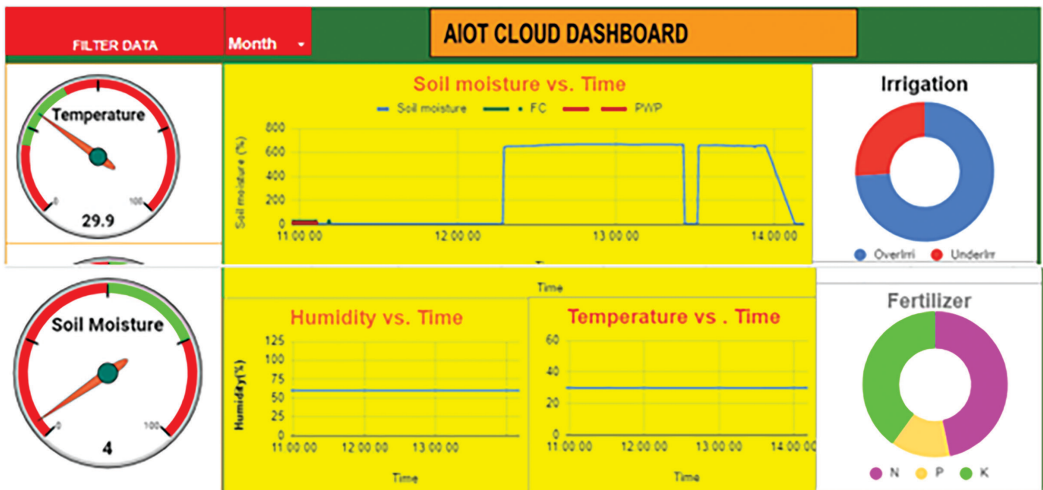 FILTER DATA
Month
AIOT CLOUD DASHBOARD
Temperature
0
100
29.9
Soil moisture vs. Time
Soil moisture FC PWP
Soil moisture (%)
800
600
400
200
0
11:00:00 12:00:00 13:00:00 14:00:00
Irrigation
OverIrri UnderIrr
Soil Moisture
0
100
4
Time
Humidity vs. Time
Humidity(%)
125
100
75
50
25
0
11:00:00 12:00:00 13:00:00
Time
Temperature vs . Time
60
40
20
0
11:00:00 12:00:00 13:00:00 14:00:00
Time
Fertilizer
N P K